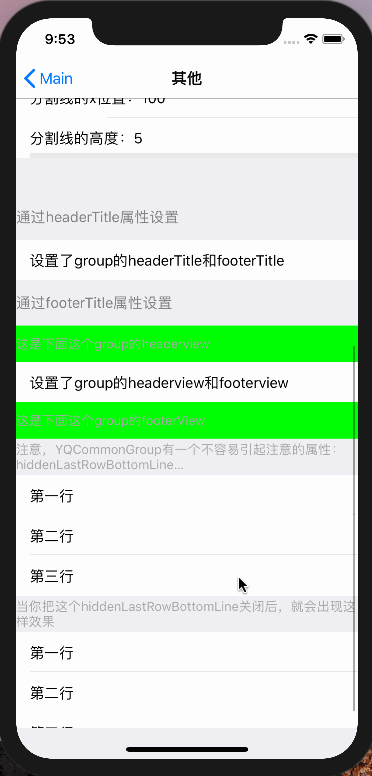 9:53
Main
其他
分割线的x位置：100
分割线的高度：5
通过headerTitle属性设置
设置了group的headerTitle和footerTitle
通过footerTitle属性设置
这是下面这个group的headerview
设置了group的headerview和footerview
这是下面这个group的footerView
注意，YQCommonGroup有一个不容易引起注意的属性：
hiddenLastRowBottomLine...
第一行
第二行
第三行
当你把这个hiddenLastRowBottomLine关闭后，就会出现这
样效果
第一行
第二行